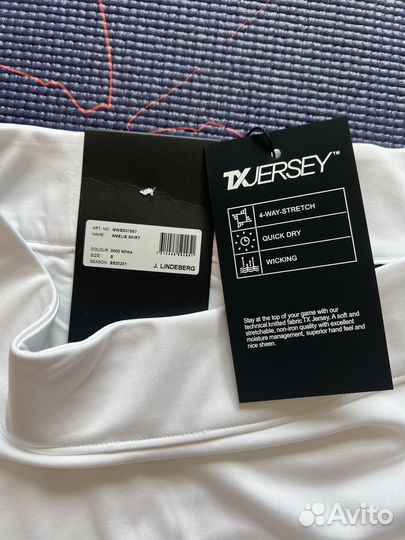 ART. NO: GWSD07587
NAME: AMELIE SKIRT
COLOUR: 0000 White
SIZE: S
SEASON: SS20231
J. LINDEBERG
TXJERSEY™
4-WAY-STRETCH
QUICK DRY
WICKING
Stay at the top of your game with our
technical knitted fabric TX Jersey. A soft and
stretchable, non-iron quality with excellent
moisture management, superior hand feel and
nice sheen.
Avito